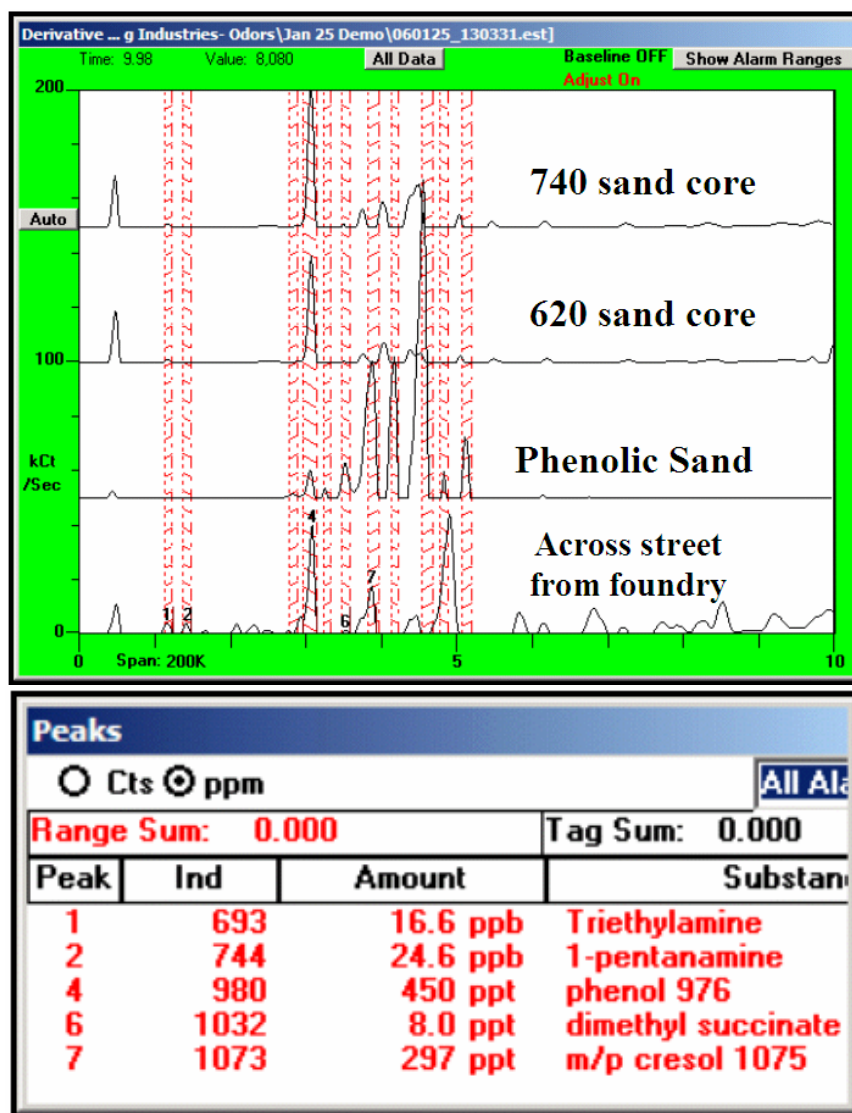 Derivative ... g Industries- Odors\Jan 25 Demo\060125_130331.est]
Time: 9.98 Value: 8,080 All Data Baseline OFF Show Alarm Ranges
Adjust On
200
740 sand core
Auto
620 sand core
100
kCt
/Sec
Phenolic Sand
4
Across street
from foundry
7
1 2 6
0
0 Span: 200K 5 10
Peaks
Cts ppm All Ala
Range Sum: 0.000 Tag Sum: 0.000
Peak Ind Amount Substan
1 693 16.6 ppb Triethylamine
2 744 24.6 ppb 1-pentanamine
4 980 450 ppt phenol 976
6 1032 8.0 ppt dimethyl succinate
7 1073 297 ppt m/p cresol 1075